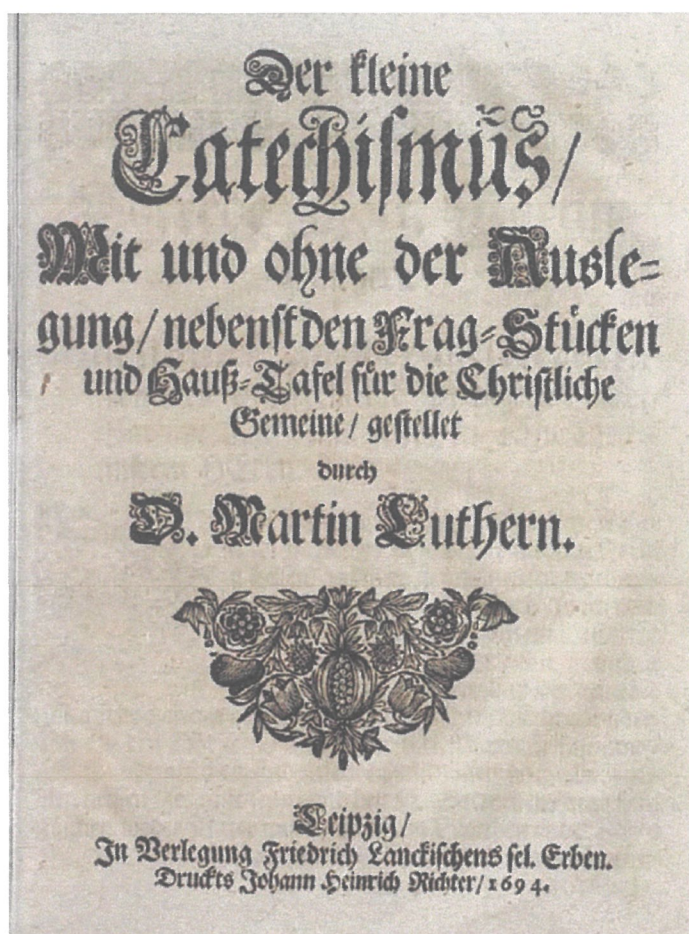 Der kleine
Catechiſmus/
Mit und ohne der Ausle-
gung/ nebenſt den Frag-Stücken
und Hauß-Tafel für die Chriſtliche
Gemeine/ geſtellet
durch
D. Martin Luthern.
Leipzig/
In Verlegung Friedrich Lanckiſchens ſel. Erben.
Druckts Johann Heinrich Richter/ 1694.